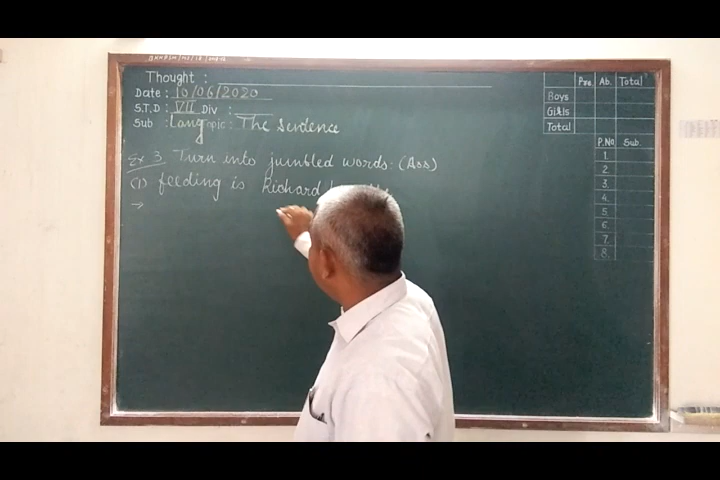 Thought :
Date : 10/06/2020
S.T.D : VII Div :
Sub : Lang Topic : The Sentence
Ex 3 Turn into jumbled words: (Ass)
(1) feeding is Richard
→
Pre. Ab. Total
Boys
Girls
Total
P.No Sub.
1.
2
3.
4.
5.
6.
7.
8.